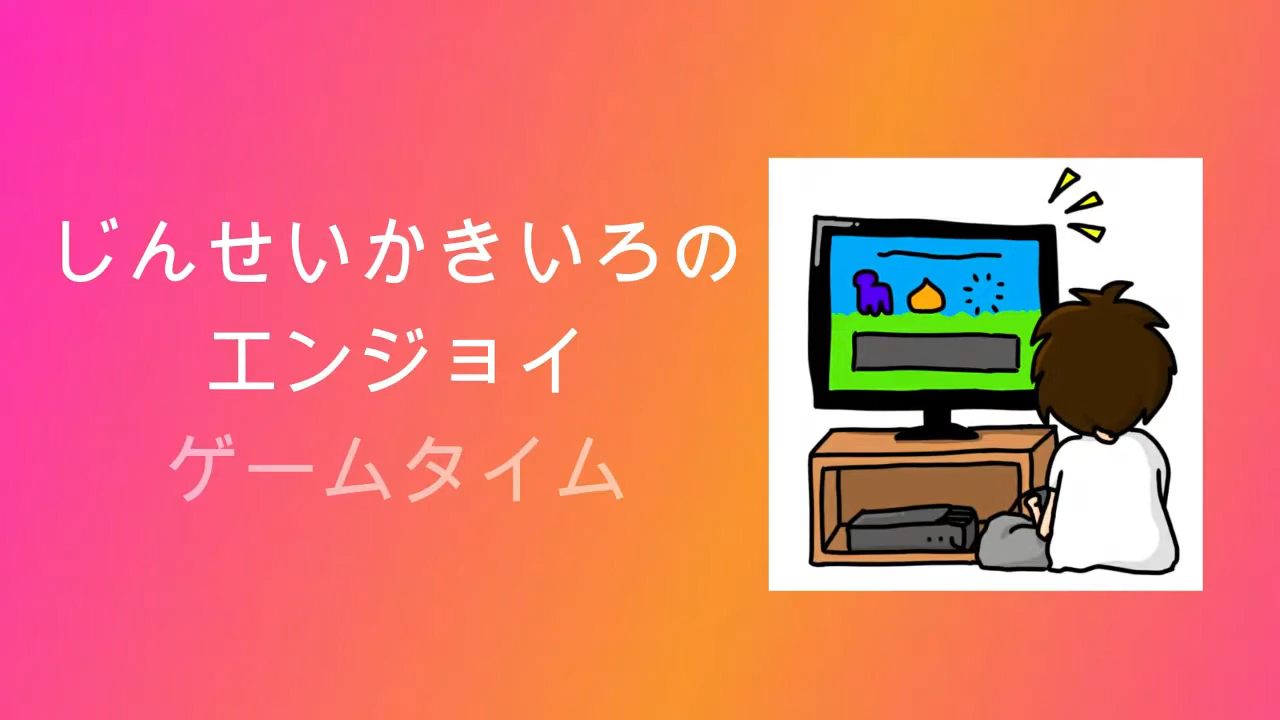 じんせいかきいろの
エンジョイ
ゲームタイム